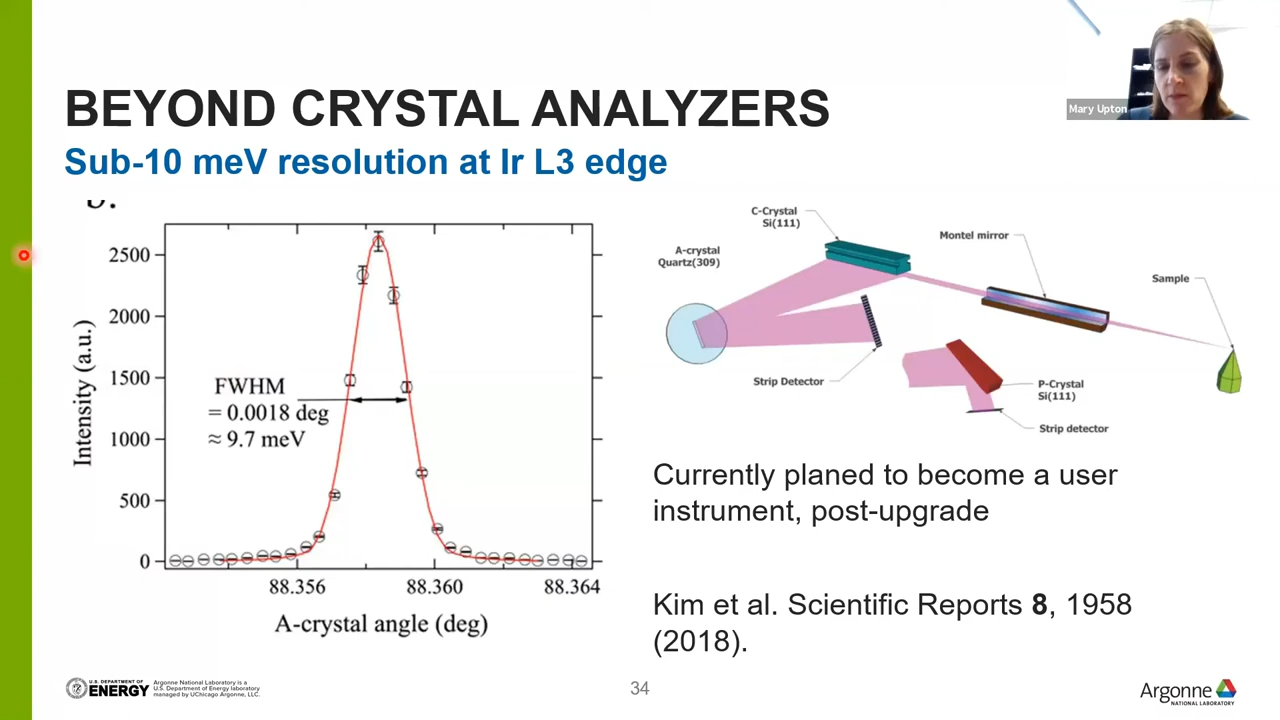 Mary Upton
BEYOND CRYSTAL ANALYZERS
Sub-10 meV resolution at Ir L3 edge
Intensity (a.u.)
2500
2000
1500
1000
500
0
FWHM
= 0.0018 deg
≈ 9.7 meV
88.356
88.360
88.364
A-crystal angle (deg)
C-Crystal
Si(111)
A-crystal
Quartz(309)
Montel mirror
Sample
Strip Detector
P-Crystal
Si(111)
Strip detector
Currently planed to become a user
instrument, post-upgrade
Kim et al. Scientific Reports 8, 1958
(2018).
U.S. DEPARTMENT OF
ENERGY
Argonne National Laboratory is a
U.S. Department of Energy laboratory
managed by UChicago Argonne, LLC.
34
Argonne
NATIONAL LABORATORY